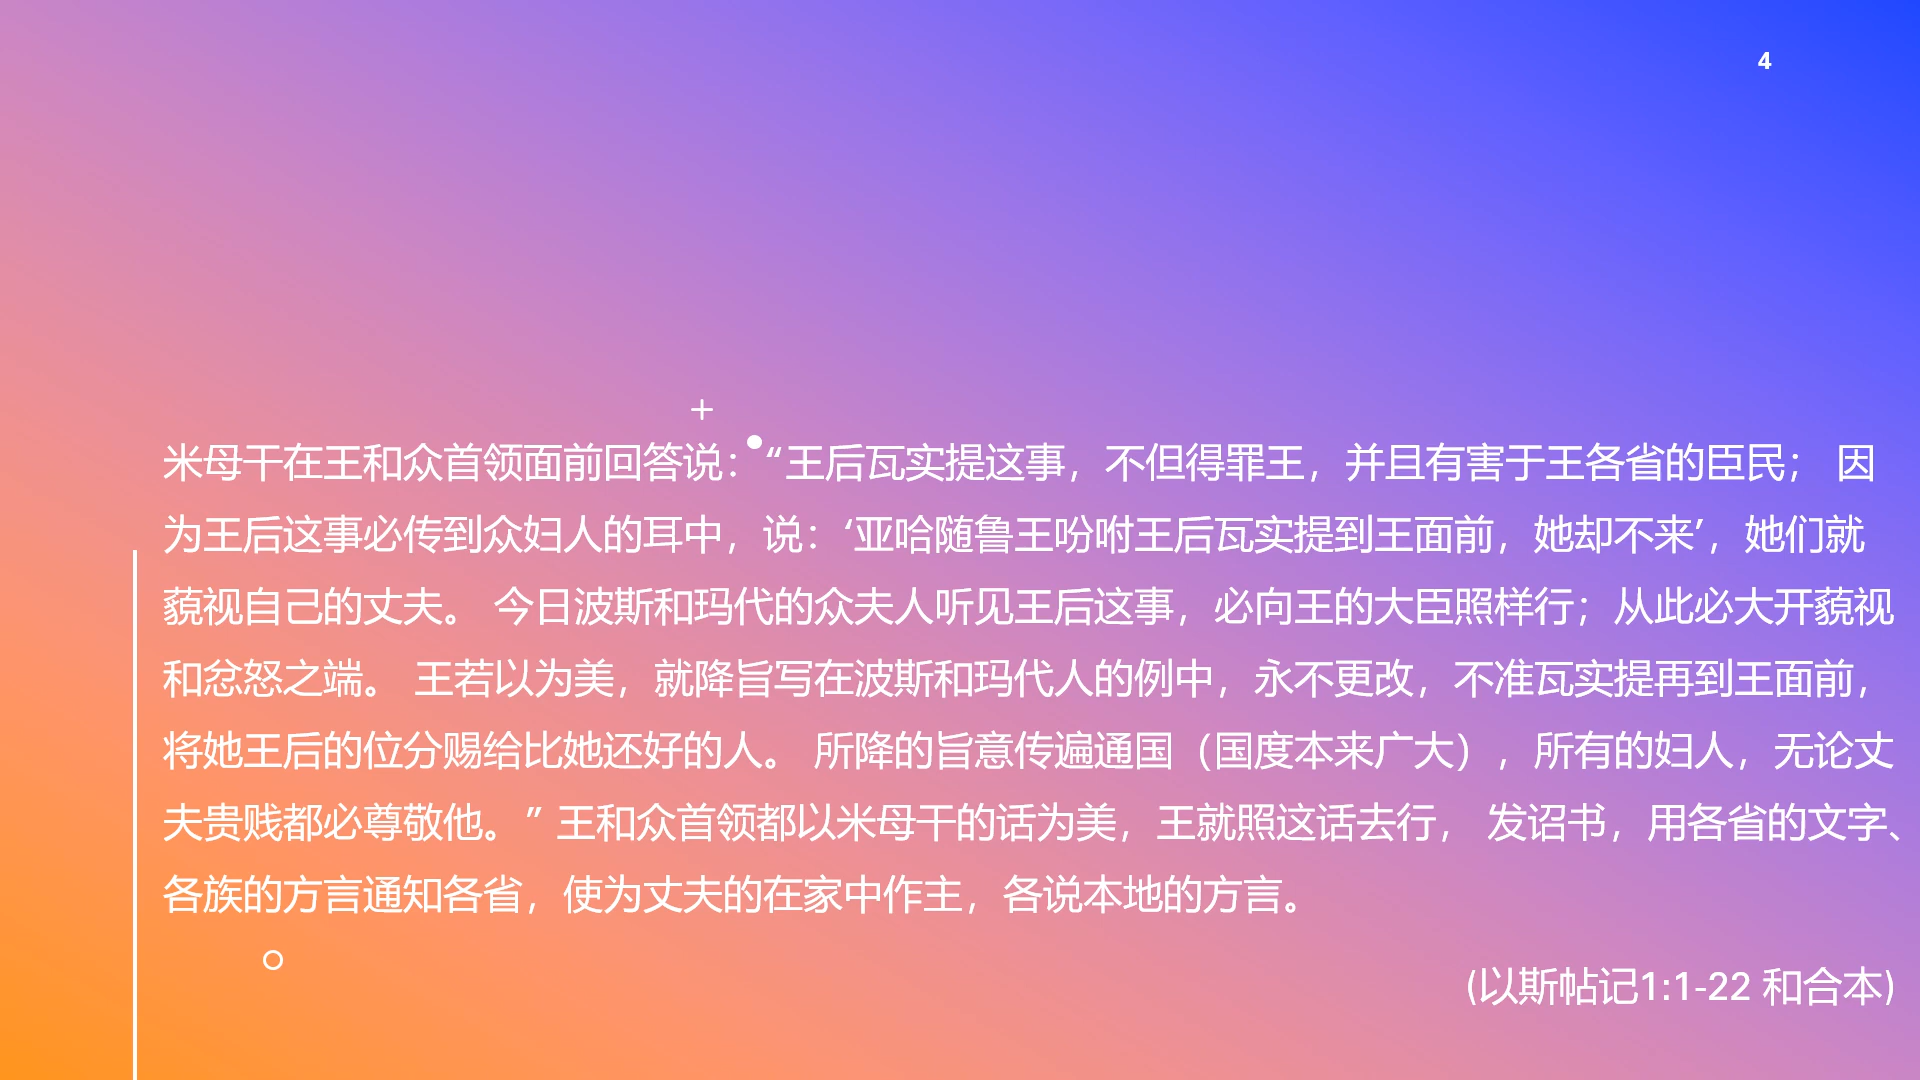 4
米母干在王和众首领面前回答说：“王后瓦实提这事，不但得罪王，并且有害于王各省的臣民； 因
为王后这事必传到众妇人的耳中，说：‘亚哈随鲁王吩咐王后瓦实提到王面前，她却不来’，她们就
藐视自己的丈夫。 今日波斯和玛代的众夫人听见王后这事，必向王的大臣照样行；从此必大开藐视
和忿怒之端。 王若以为美，就降旨写在波斯和玛代人的例中，永不更改，不准瓦实提再到王面前，
将她王后的位分赐给比她还好的人。 所降的旨意传遍通国（国度本来广大），所有的妇人，无论丈
夫贵贱都必尊敬他。” 王和众首领都以米母干的话为美，王就照这话去行， 发诏书，用各省的文字、
各族的方言通知各省，使为丈夫的在家中作主，各说本地的方言。
(以斯帖记1:1-22 和合本)